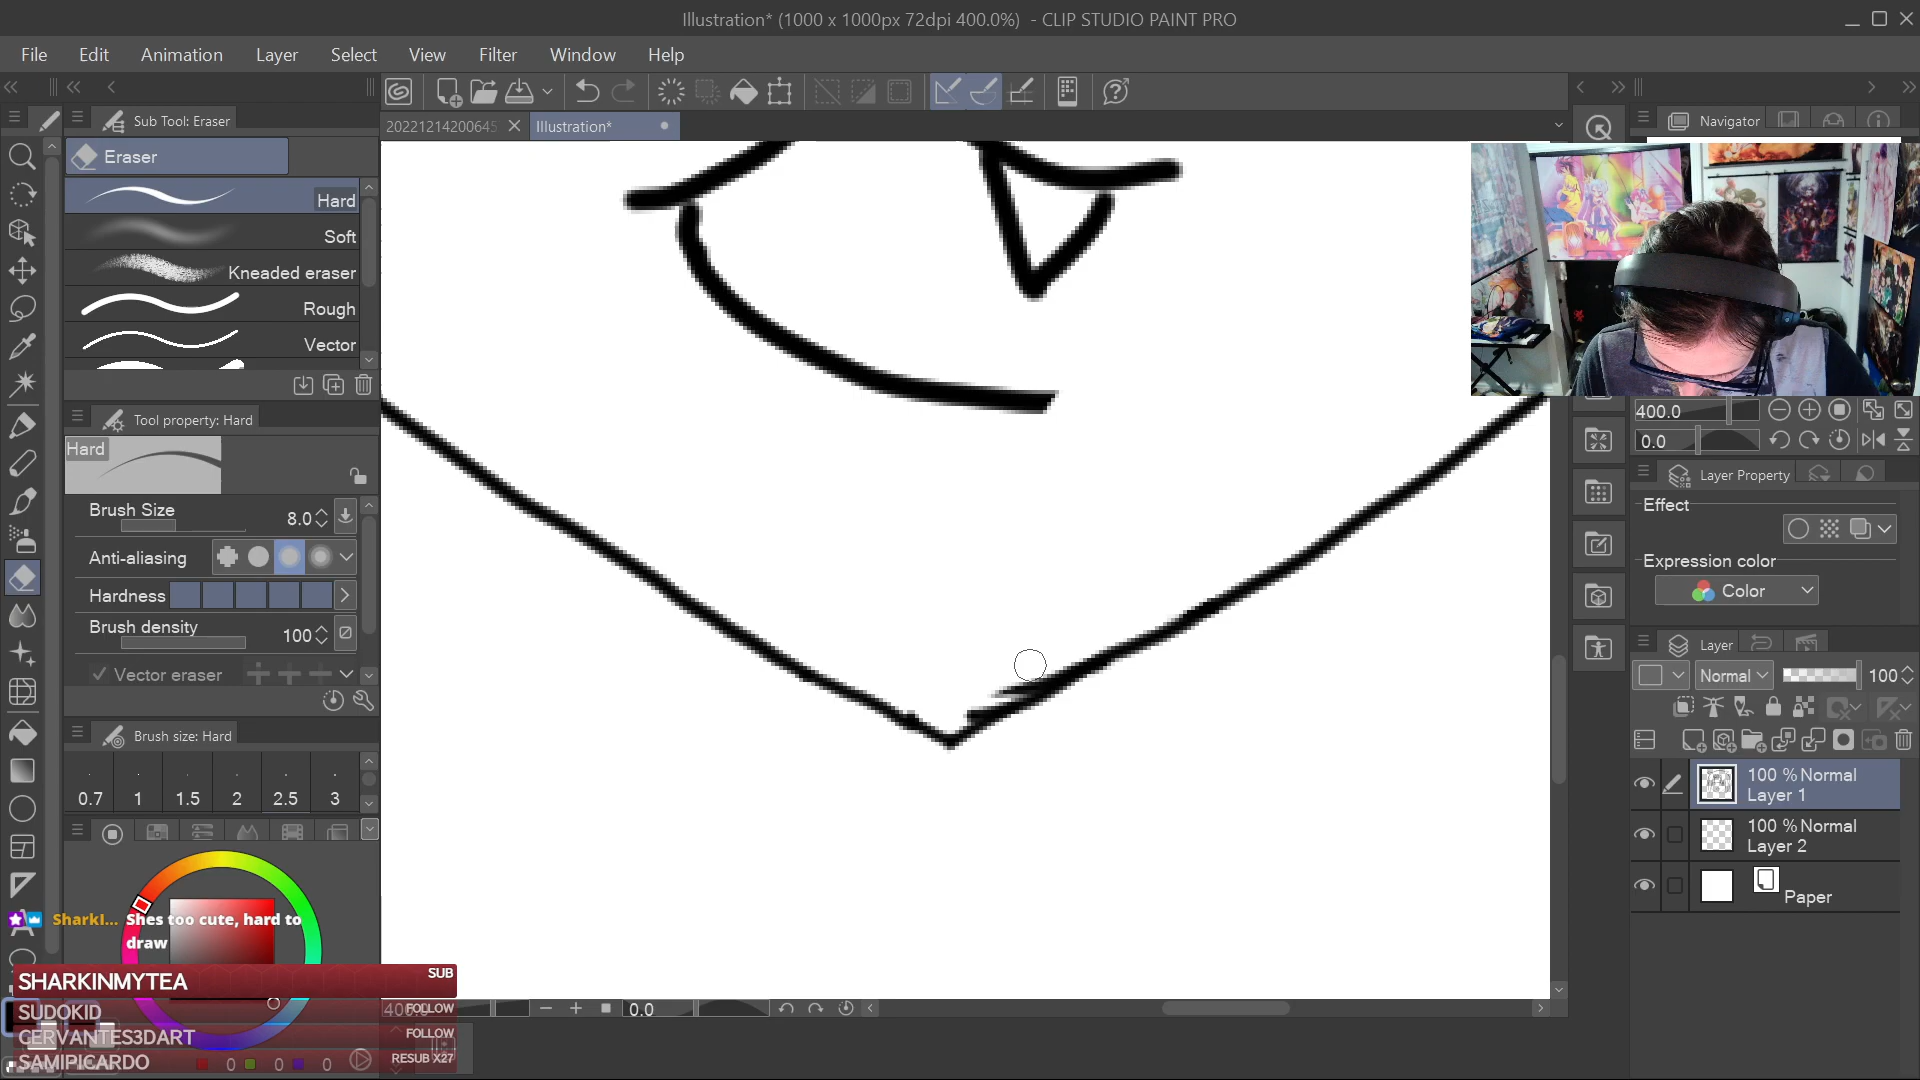 Illustration* (1000 x 1000px 72dpi 400.0%) - CLIP STUDIO PAINT PRO
File Edit Animation Layer Select View Filter Window Help
Sub Tool: Eraser
20221214200645
Illustration*
Navigator
Eraser
Hard
Soft
Kneaded eraser
Rough
Vector
Tool property: Hard
Hard
Brush Size 8.0
Anti-aliasing
Hardness
Brush density 100
Vector eraser
Brush size: Hard
0.7 1 1.5 2 2.5 3
400.0
0.0
Layer Property
Effect
Expression color
Color
Layer
Normal 100
100 % Normal
Layer 1
100 % Normal
Layer 2
Paper
SharkI... Shes too cute, hard to
draw
SHARKINMYTEA SUB
SUDOKID FOLLOW
CERVANTES3DART FOLLOW
SAMIPICARDO RESUB X27
0.0
0 0 0